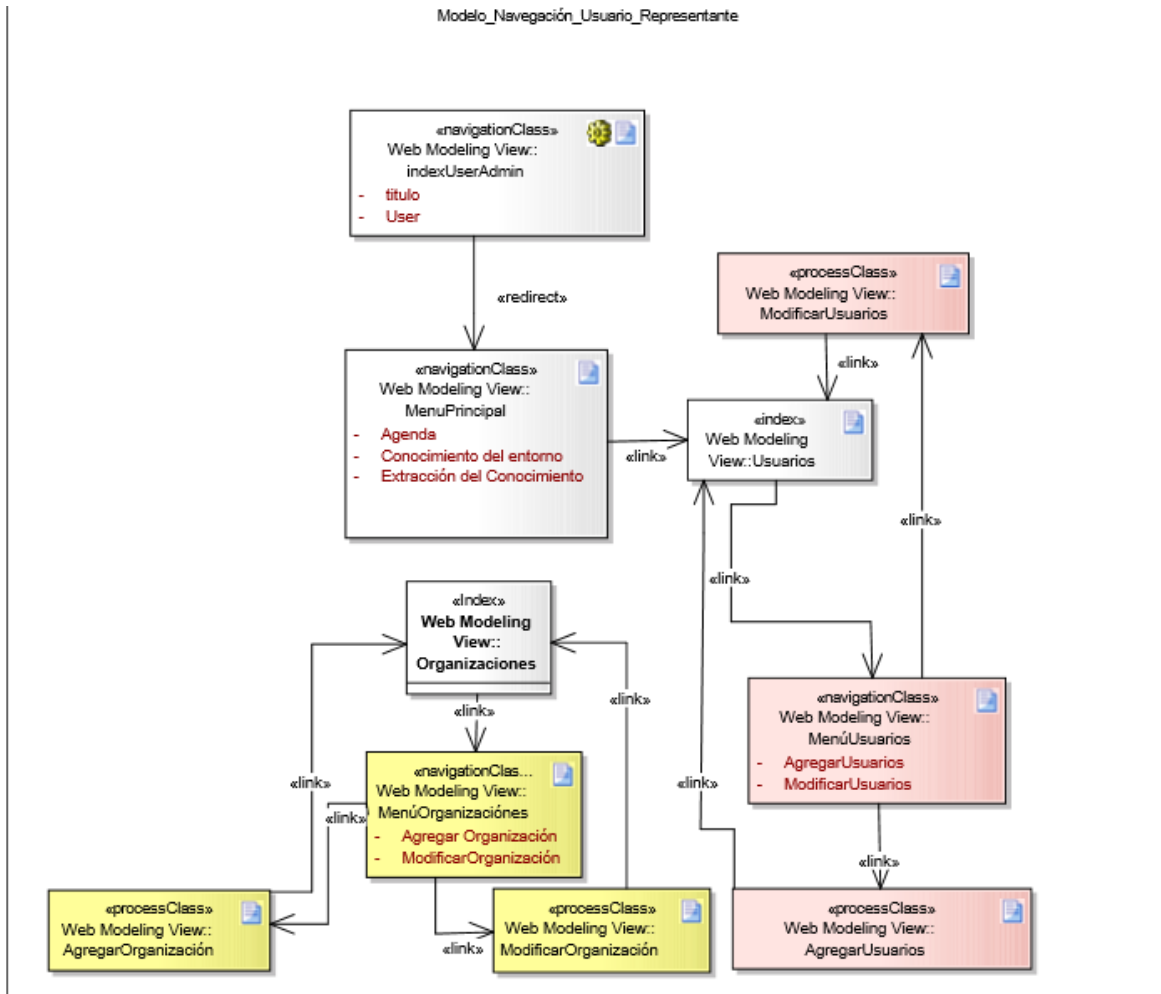 Modelo_Navegación_Usuario_Representante
«navigationClass»
Web Modeling View::
indexUserAdmin
- titulo
- User
«redirect»
«processClass»
Web Modeling View::
ModificarUsuarios
«link»
«navigationClass»
Web Modeling View::
MenuPrincipal
- Agenda
- Conocimiento del entorno
- Extracción del Conocimiento
«link»
«index»
Web Modeling
View::Usuarios
«link»
«link»
«Index»
Web Modeling
View::
Organizaciones
«link»
«link»
«navigationClass»
Web Modeling View::
MenúUsuarios
- AgregarUsuarios
- ModificarUsuarios
«link»
«link»
«navigationClas...
Web Modeling View::
MenúOrganizaciónes
- Agregar Organización
- ModificarOrganización
«link»
«link»
«link»
«processClass»
Web Modeling View::
AgregarOrganización
«link»
«processClass»
Web Modeling View::
ModificarOrganización
«processClass»
Web Modeling View::
AgregarUsuarios